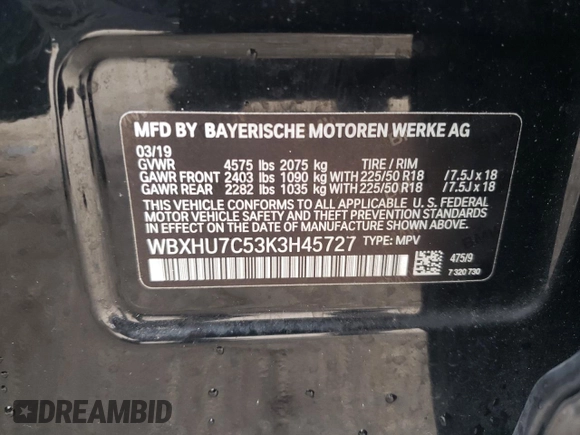 MFD BY BAYERISCHE MOTOREN WERKE AG
03/19
GVWR 4575 lbs 2075 kg TIRE / RIM
GAWR FRONT 2403 lbs 1090 kg WITH 225/50 R18 /7.5J x 18
GAWR REAR 2282 lbs 1035 kg WITH 225/50 R18 /7.5J x 18
THIS VEHICLE CONFORMS TO ALL APPLICABLE U. S. FEDERAL
MOTOR VEHICLE SAFETY AND THEFT PREVENTION STANDARDS
IN EFFECT ON THE DATE OF MANUFACTURE SHOWN ABOVE.
WBXHU7C53K3H45727 TYPE: MPV
475/9
7 320 730
DREAMBID